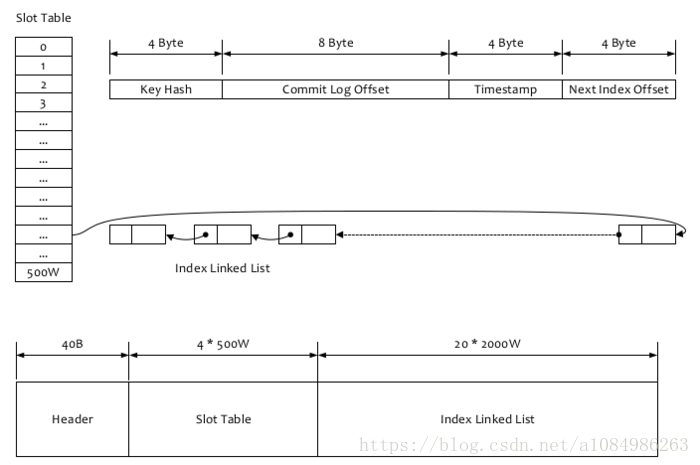 Slot Table
0
1
2
3
...
...
...
...
...
...
...
...
500W
4 Byte 8 Byte 4 Byte 4 Byte
Key Hash Commit Log Offset Timestamp Next Index Offset
Index Linked List
40B 4 * 500W 20 * 2000W
Header Slot Table Index Linked List
https://blog.csdn.net/a1084986263